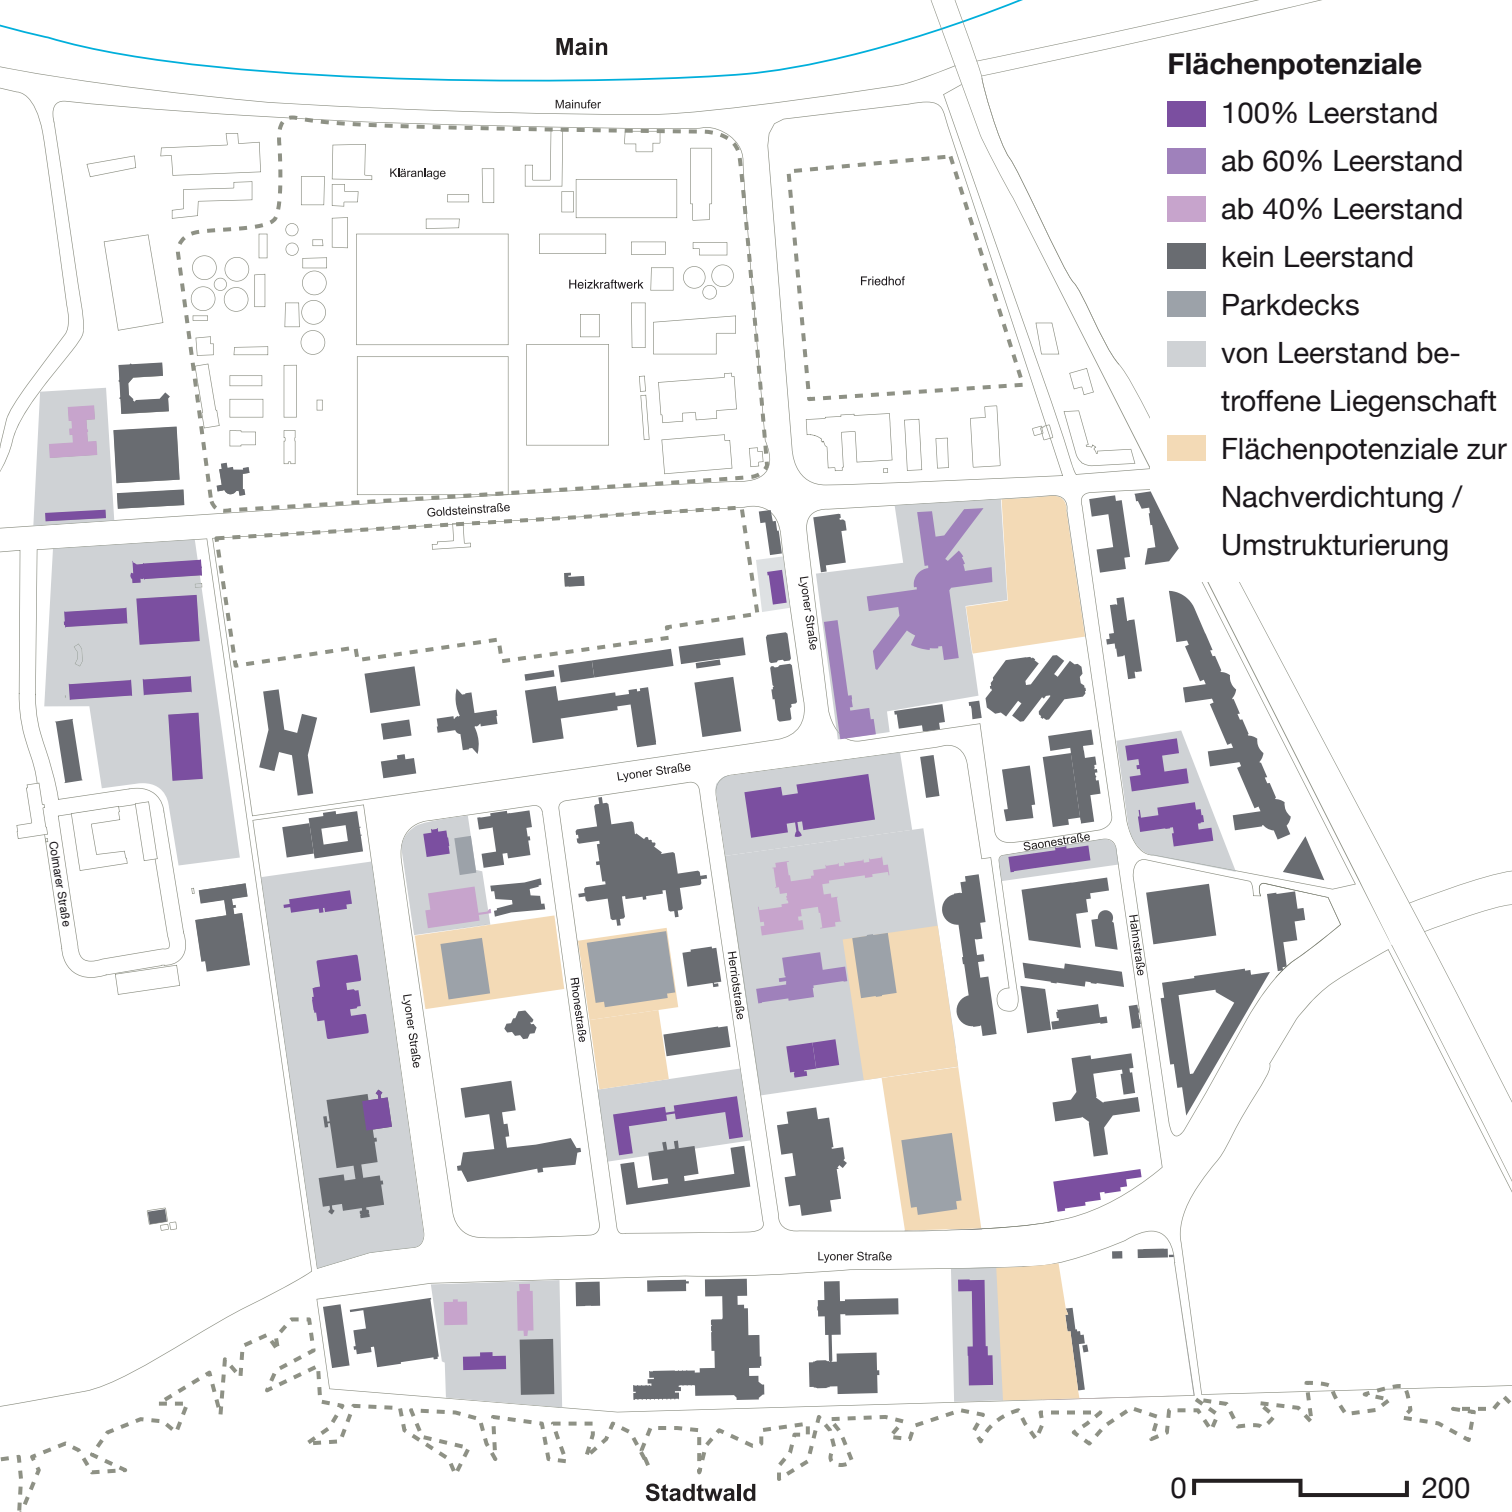 Main
Mainufer
Kläranlage
Heizkraftwerk
Friedhof
Flächenpotenziale
100% Leerstand
ab 60% Leerstand
ab 40% Leerstand
kein Leerstand
Parkdecks
von Leerstand be-
troffene Liegenschaft
Flächenpotenziale zur
Nachverdichtung /
Umstrukturierung
Goldsteinstraße
Lyoner Straße
Lyoner Straße
Saonestraße
Colmarer Straße
Lyoner Straße
Rhonestraße
Herriotstraße
Hahnstraße
Lyoner Straße
Stadtwald
0 200